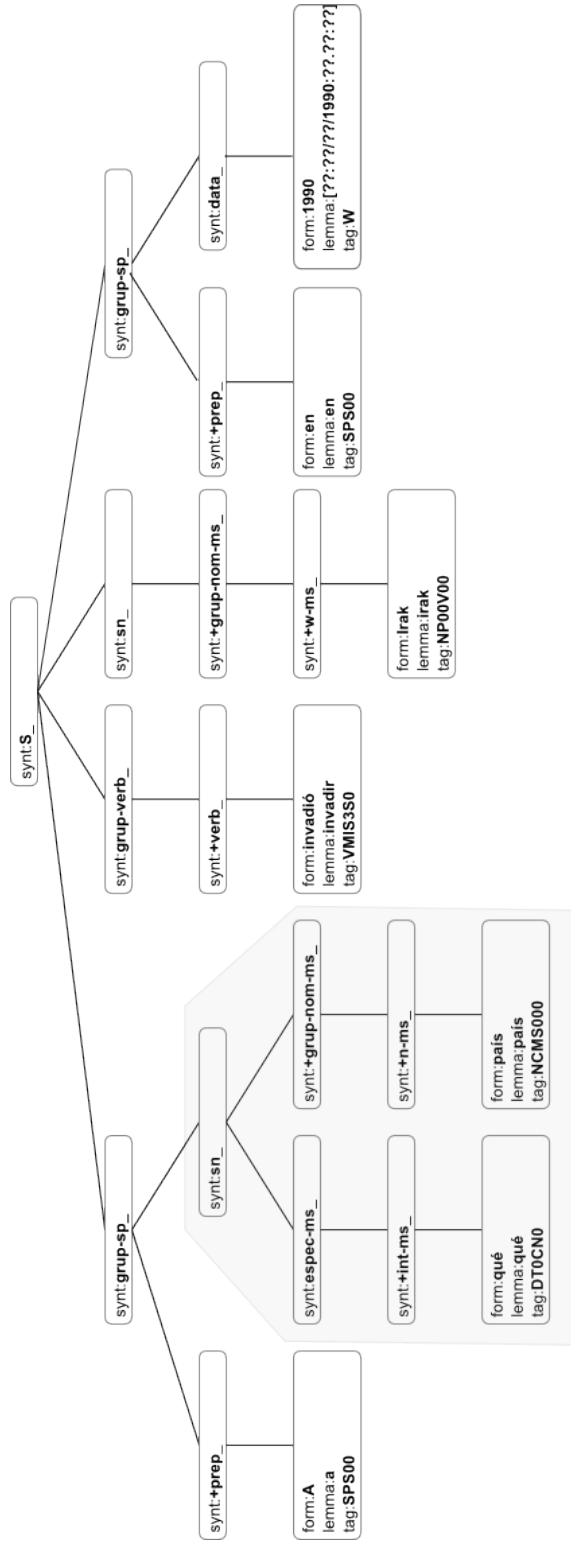 synt:S_
synt:grup-sp_
synt:grup-verb_
synt:sn_
synt:grup-sp_
synt:+prep_
synt:sn_
synt:+verb_
synt:+grup-nom-ms_
synt:+prep_
synt:data_
form:A
lemma:a
tag:SPS00
synt:espec-ms_
synt:+grup-nom-ms_
form:invadió
lemma:invadir
tag:VMIS3S0
synt:+w-ms_
form:en
lemma:en
tag:SPS00
form:1990
lemma:[??:??/??/1990:??.??:??]
tag:W
synt:+int-ms_
synt:+n-ms_
form:Irak
lemma:irak
tag:NP00V00
form:qué
lemma:qué
tag:DT0CN0
form:país
lemma:país
tag:NCMS000